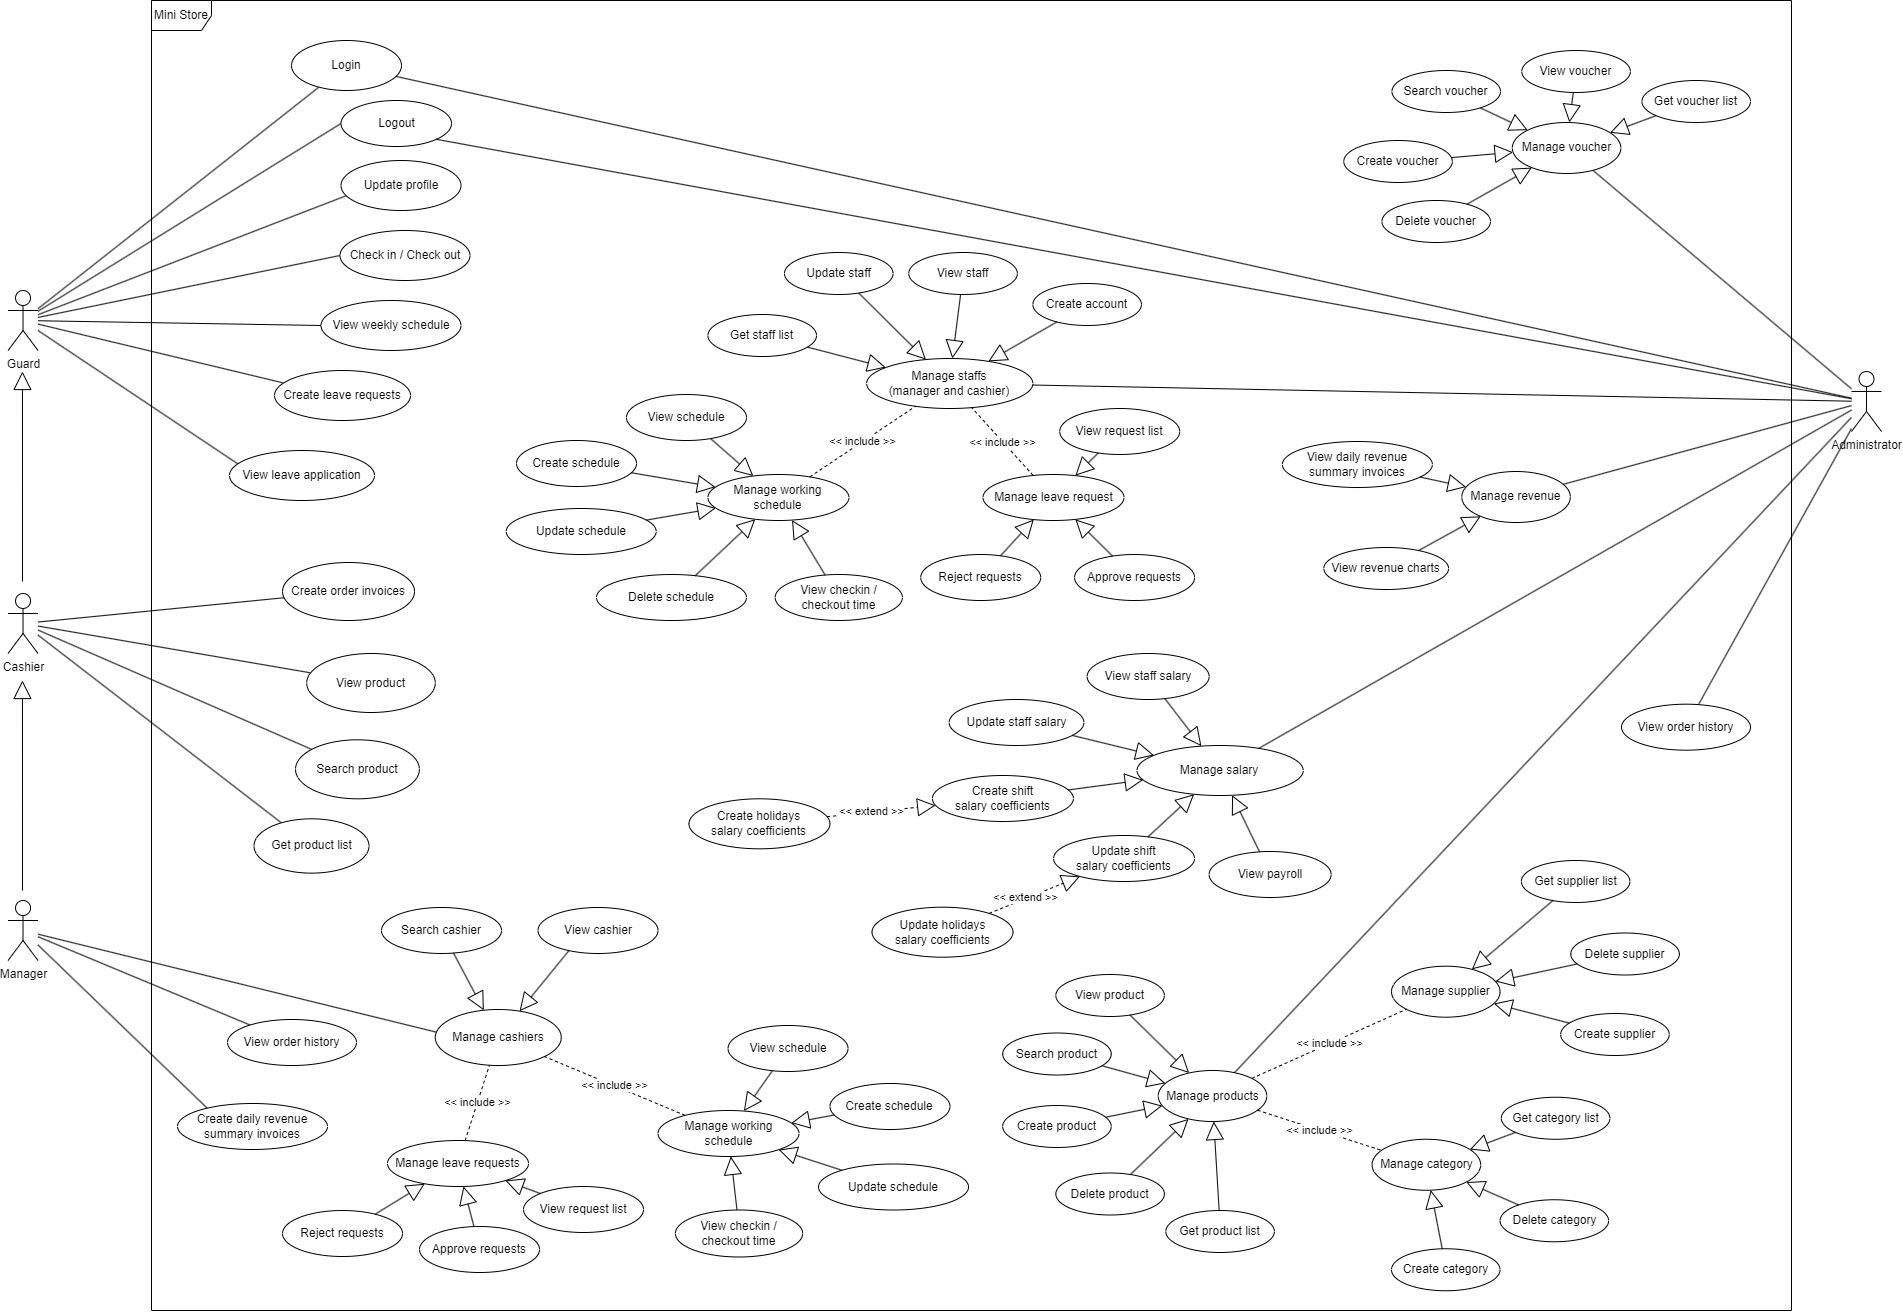 Mini Store
Login
Logout
Update profile
Check in / Check out
View weekly schedule
Create leave requests
View leave application
Guard
Search voucher
View voucher
Get voucher list
Create voucher
Manage voucher
Delete voucher
Update staff
View staff
Create account
Get staff list
Manage staffs
(manager and cashier)
<< include >>
<< include >>
View schedule
Create schedule
Manage working
schedule
Update schedule
Delete schedule
View checkin /
checkout time
View request list
Manage leave request
Reject requests
Approve requests
View daily revenue
summary invoices
Manage revenue
View revenue charts
Administrator
Create order invoices
View product
Search product
Get product list
Cashier
View staff salary
Update staff salary
Manage salary
Create shift
salary coefficients
<< extend >>
Create holidays
salary coefficients
Update shift
salary coefficients
View payroll
<< extend >>
Update holidays
salary coefficients
View order history
Manager
Search cashier
View cashier
Manage cashiers
View order history
Create daily revenue
summary invoices
<< include >>
<< include >>
Manage leave requests
Reject requests
Approve requests
View request list
View schedule
Create schedule
Manage working
schedule
Update schedule
View checkin /
checkout time
Get supplier list
Delete supplier
Manage supplier
Create supplier
<< include >>
View product
Search product
Manage products
Create product
Delete product
Get product list
<< include >>
Get category list
Manage category
Delete category
Create category